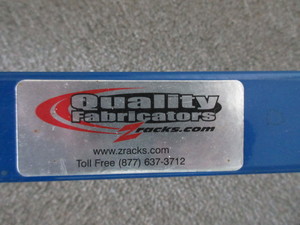 Quality
Fabricators
Zracks.com
www.zracks.com
Toll Free (877) 637-3712